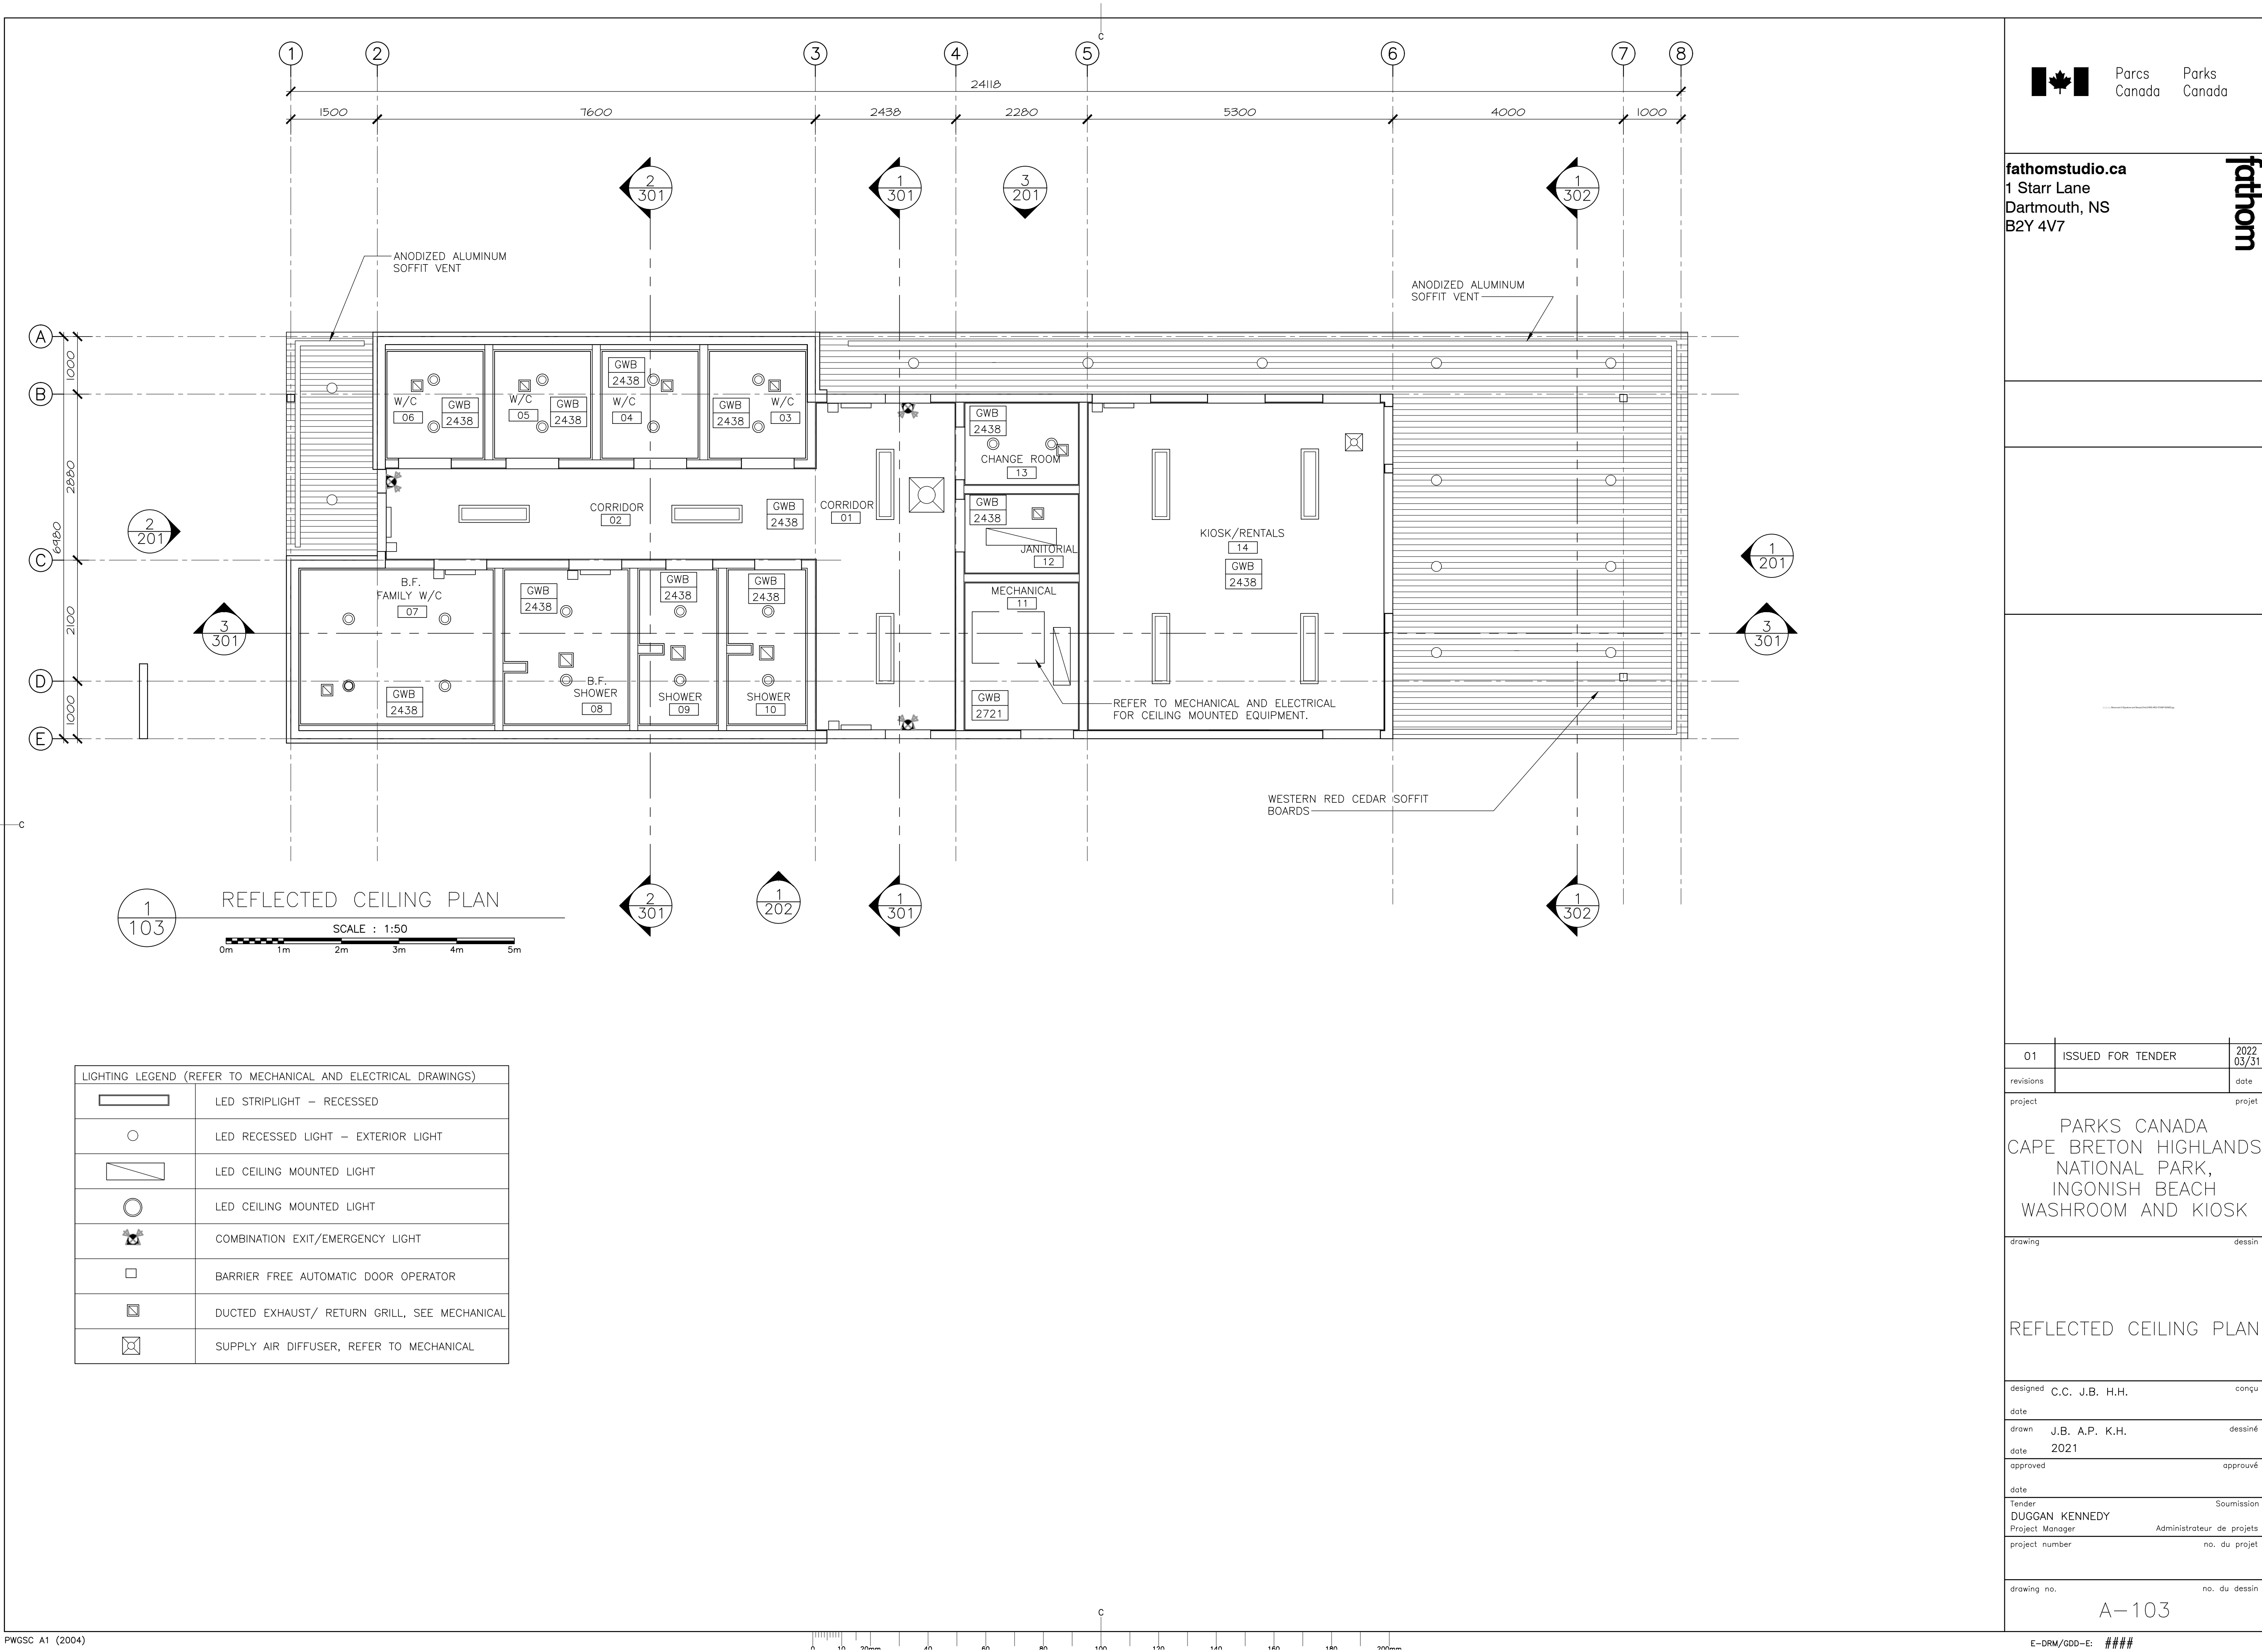 C
1 2 3 4 5 6 7 8
24118
1500 7600 2438 2280 5300 4000 1000
2
301
1
301
3
201
1
302
ANODIZED ALUMINUM
SOFFIT VENT
ANODIZED ALUMINUM
SOFFIT VENT
A
B
C
D
E
1000
2880
6980
2100
1000
2
201
3
301
1
201
3
301
W/C
06
GWB
2438
W/C
05
GWB
2438
GWB
2438
W/C
04
GWB
2438
W/C
03
CORRIDOR
02
GWB
2438
CORRIDOR
01
GWB
2438
CHANGE ROOM
13
GWB
2438
JANITORIAL
12
MECHANICAL
11
GWB
2721
KIOSK/RENTALS
14
GWB
2438
B.F.
FAMILY W/C
07
GWB
2438
GWB
2438
B.F.
SHOWER
08
GWB
2438
SHOWER
09
GWB
2438
SHOWER
10
REFER TO MECHANICAL AND ELECTRICAL
FOR CEILING MOUNTED EQUIPMENT.
WESTERN RED CEDAR SOFFIT
BOARDS
C
2
301
1
202
1
301
1
302
1
103
REFLECTED CEILING PLAN
SCALE : 1:50
0m 1m 2m 3m 4m 5m
LIGHTING LEGEND (REFER TO MECHANICAL AND ELECTRICAL DRAWINGS)
LED STRIPLIGHT – RECESSED
LED RECESSED LIGHT – EXTERIOR LIGHT
LED CEILING MOUNTED LIGHT
LED CEILING MOUNTED LIGHT
COMBINATION EXIT/EMERGENCY LIGHT
BARRIER FREE AUTOMATIC DOOR OPERATOR
DUCTED EXHAUST/ RETURN GRILL, SEE MECHANICAL
SUPPLY AIR DIFFUSER, REFER TO MECHANICAL
Parcs Parks
Canada Canada
fathomstudio.ca
1 Starr Lane
Dartmouth, NS
B2Y 4V7
fathom
01 ISSUED FOR TENDER 2022
03/31
revisions date
project projet
PARKS CANADA
CAPE BRETON HIGHLANDS
NATIONAL PARK,
INGONISH BEACH
WASHROOM AND KIOSK
drawing dessin
REFLECTED CEILING PLAN
designed C.C. J.B. H.H. conçu
date
drawn J.B. A.P. K.H. dessiné
date 2021
approved approuvé
date
Tender Soumission
DUGGAN KENNEDY
Project Manager Administrateur de projets
project number no. du projet
drawing no. no. du dessin
A-103
C
PWGSC A1 (2004)
0 10 20mm 40 60 80 100 120 140 160 180 200mm
E-DRM/GDD-E: ####